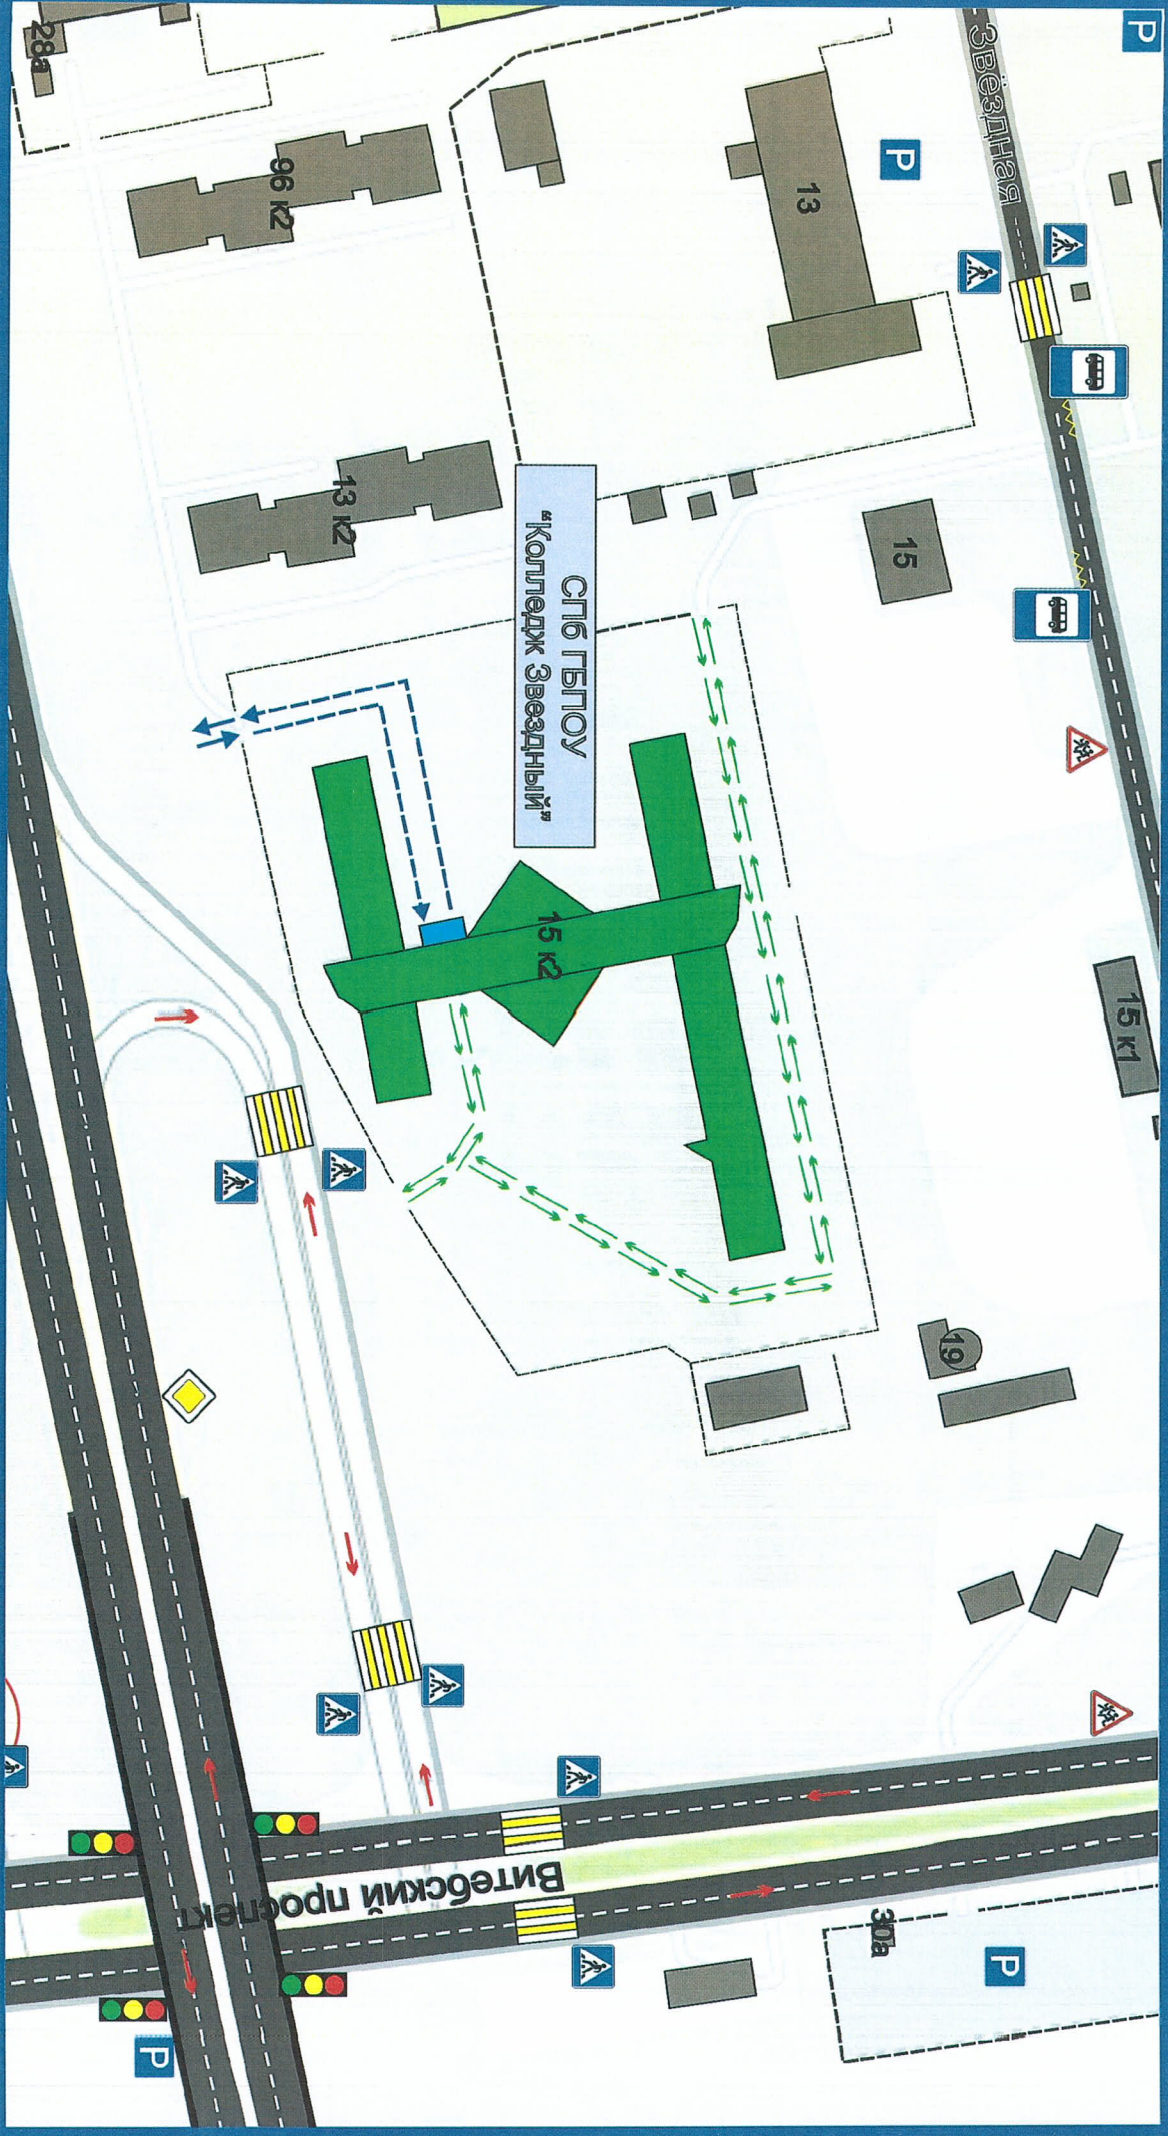 28а
96 к2
13
Р
Звёздная
Р
13 к2
15
СПб ГБПОУ
"Колледж Звездный"
15 к2
15 к1
19
Витебский проспект
30а
Р
Р